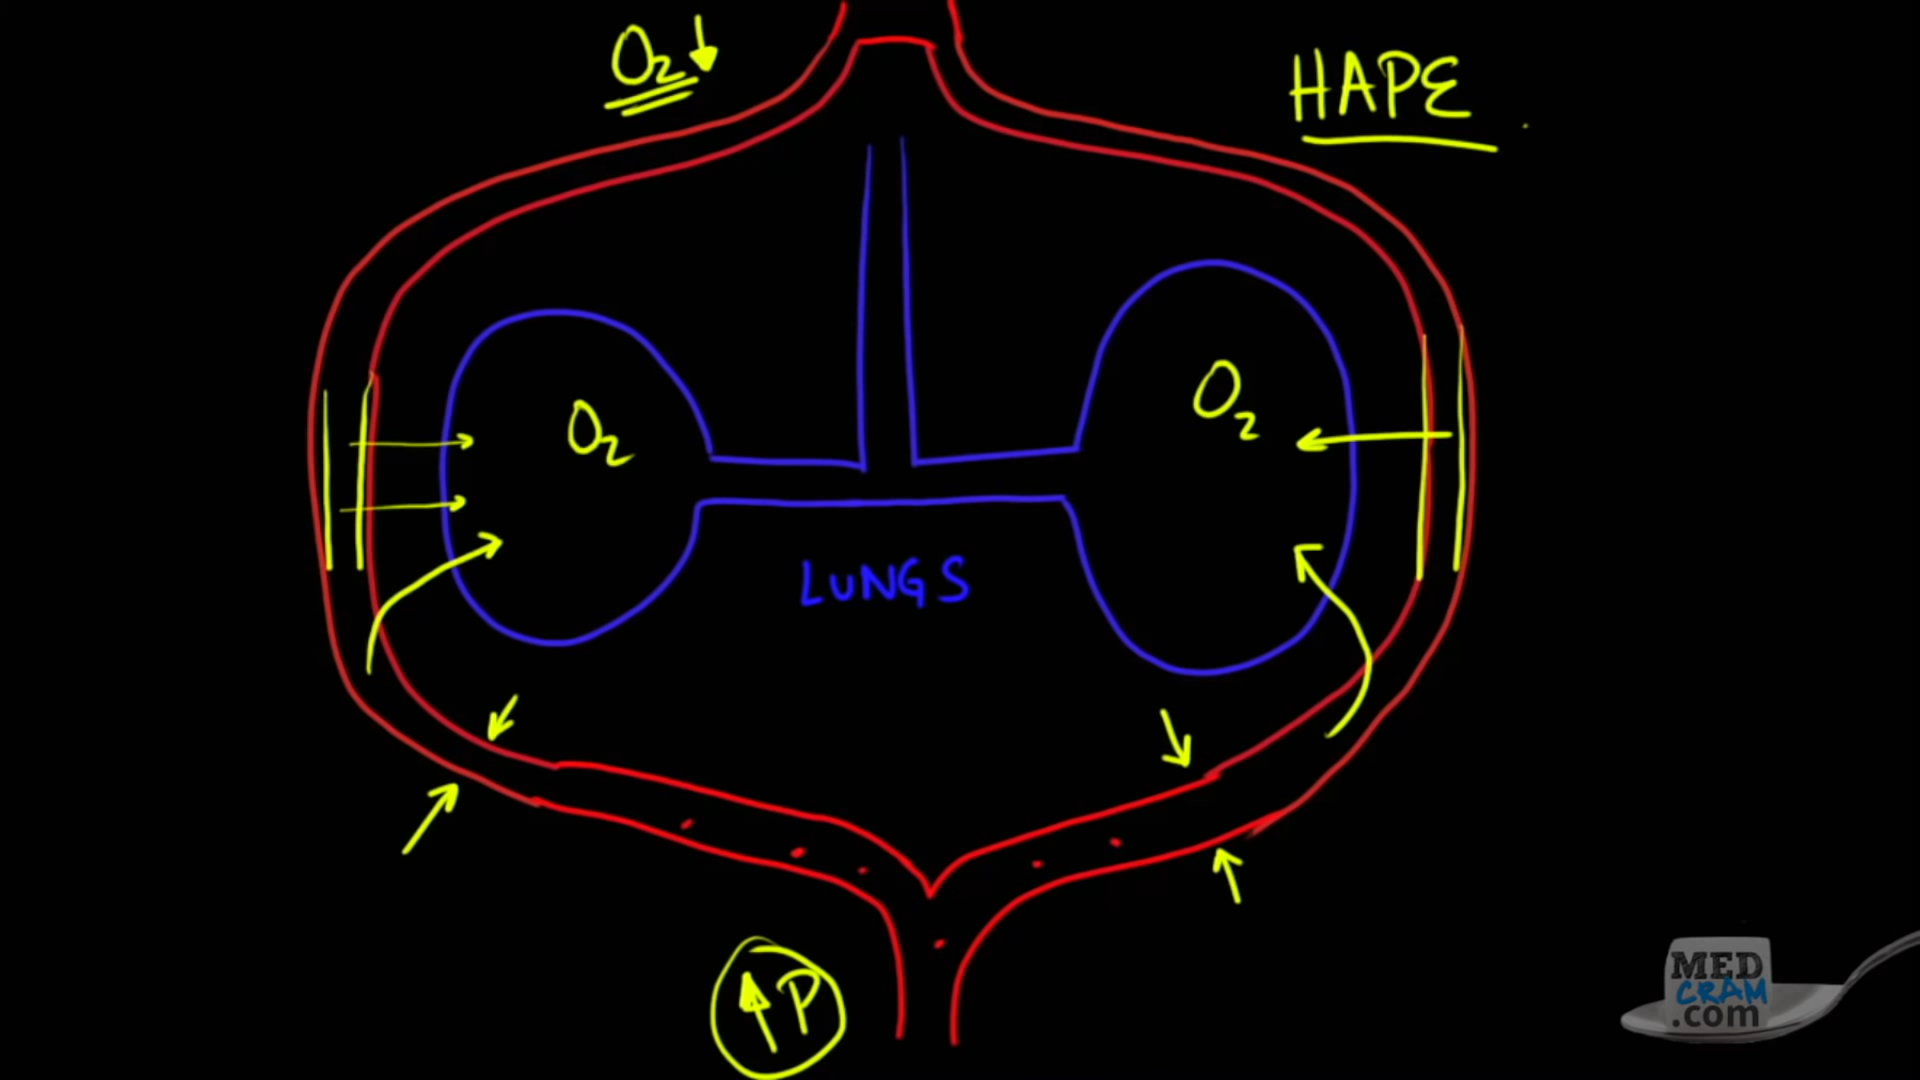 O2↓
HAPE
O2
O2
LUNGS
↑P
MED
CRAM
.com